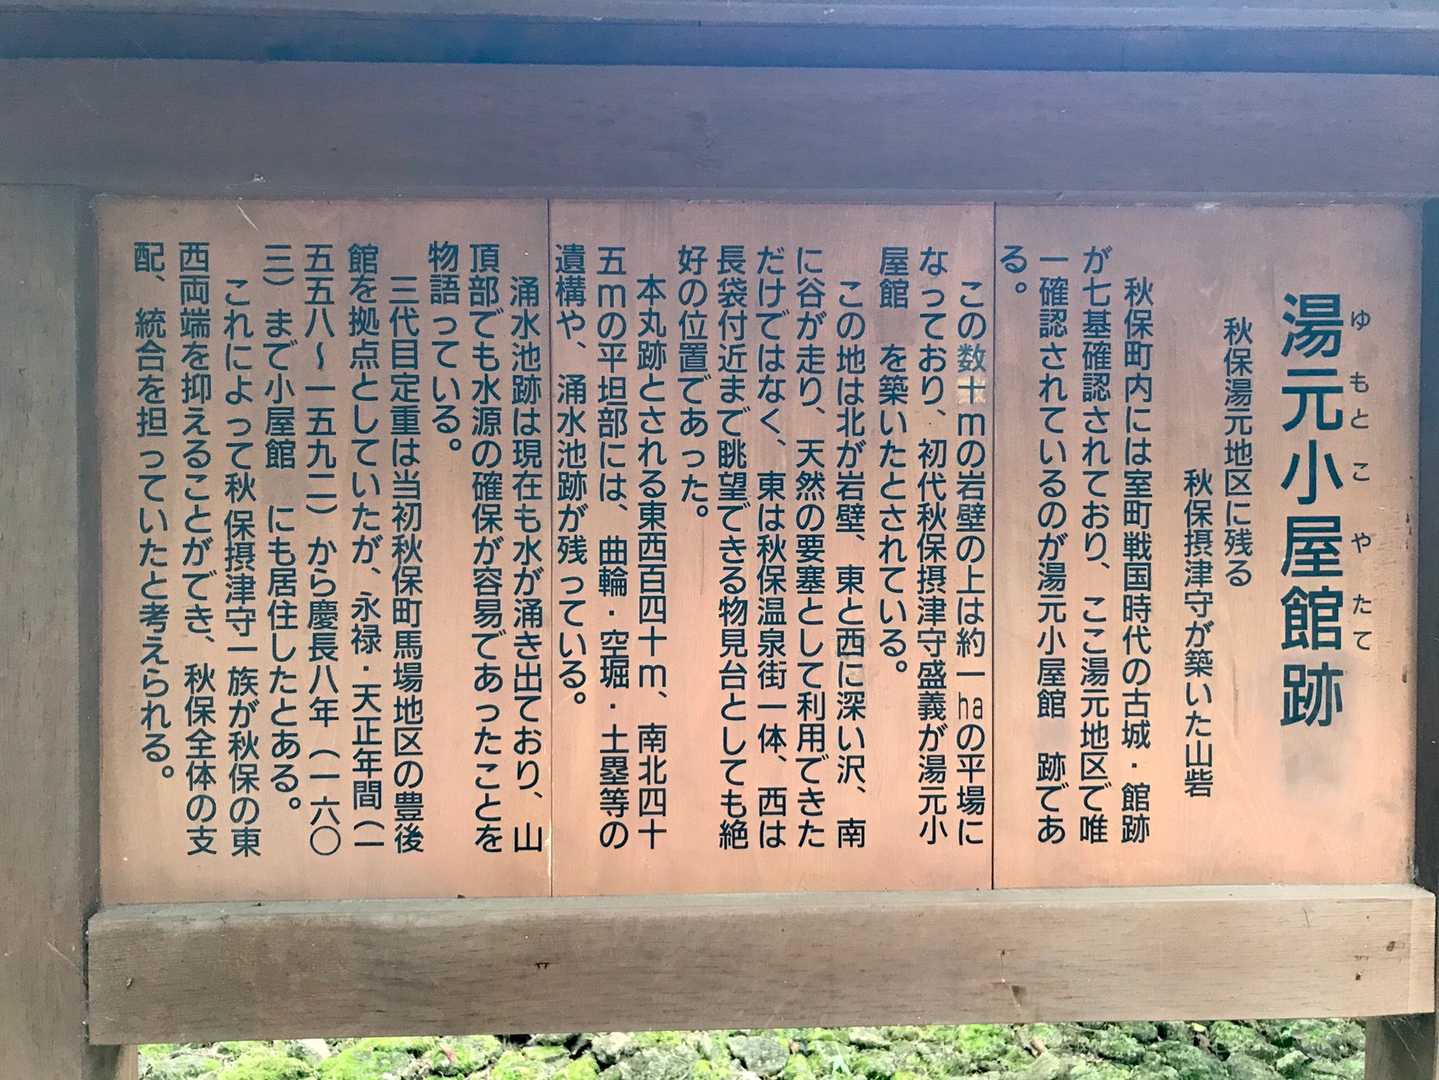 湯元小屋館跡
ゆもとこやたて
秋保湯元地区に残る
秋保摂津守が築いた山砦
秋保町内には室町戦国時代の古城・館跡
が七基確認されており、ここ湯元地区で唯
一確認されているのが湯元小屋館 跡であ
る。
この数十mの岩壁の上は約一haの平場に
なっており、初代秋保摂津守盛義が湯元小
屋館 を築いたとされている。
この地は北が岩壁、東と西に深い沢、南
に谷が走り、天然の要塞として利用できた
だけではなく、東は秋保温泉街一体、西は
長袋付近まで眺望できる物見台としても絶
好の位置であった。
本丸跡とされる東西百四十m、南北四十
五mの平坦部には、曲輪・空堀・土塁等の
遺構や、涌水池跡が残っている。
涌水池跡は現在も水が涌き出ており、山
頂部でも水源の確保が容易であったことを
物語っている。
三代目定重は当初秋保町馬場地区の豊後
館を拠点としていたが、永禄・天正年間（一
五五八～一五九二）から慶長八年（一六〇
三）まで小屋館 にも居住したとある。
これによって秋保摂津守一族が秋保の東
西両端を抑えることができ、秋保全体の支
配、統合を担っていたと考えられる。